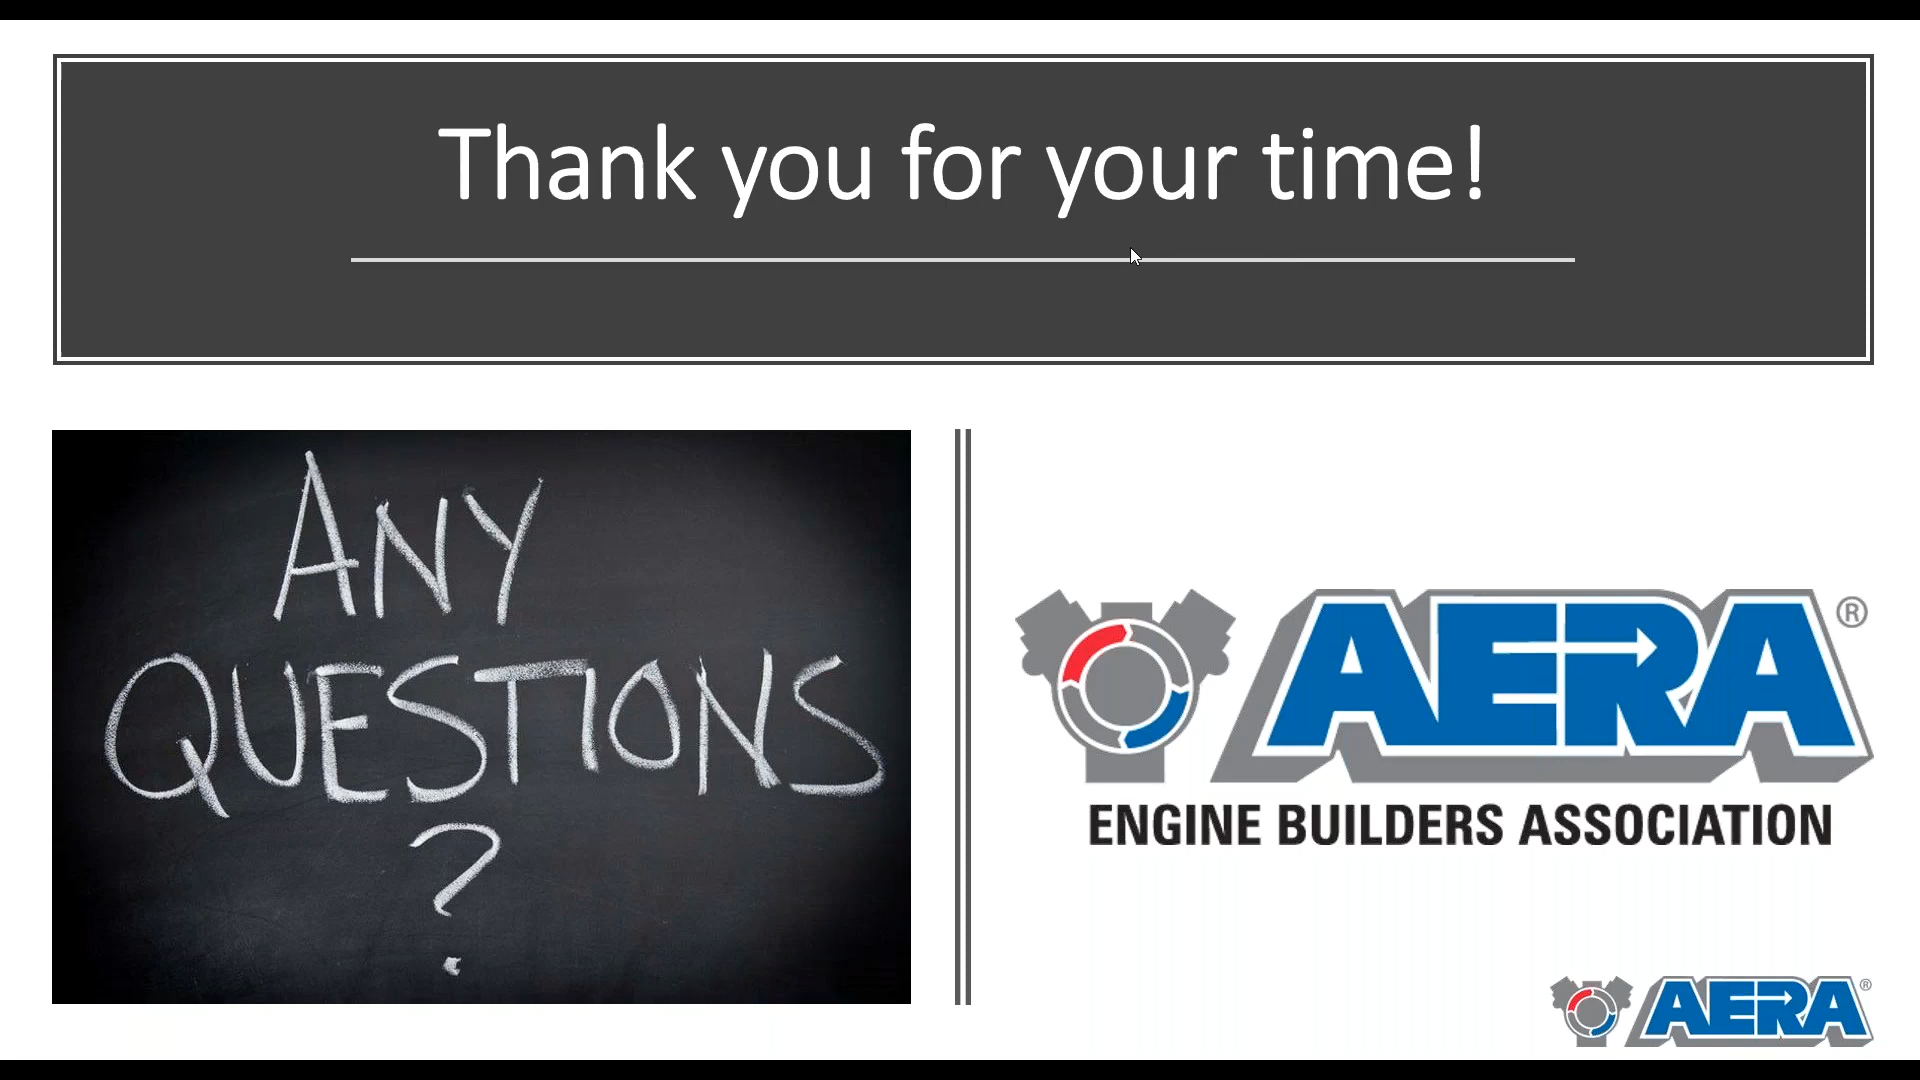 Thank you for your time!
ANY
QUESTIONS
?
AERA®
ENGINE BUILDERS ASSOCIATION
AERA®